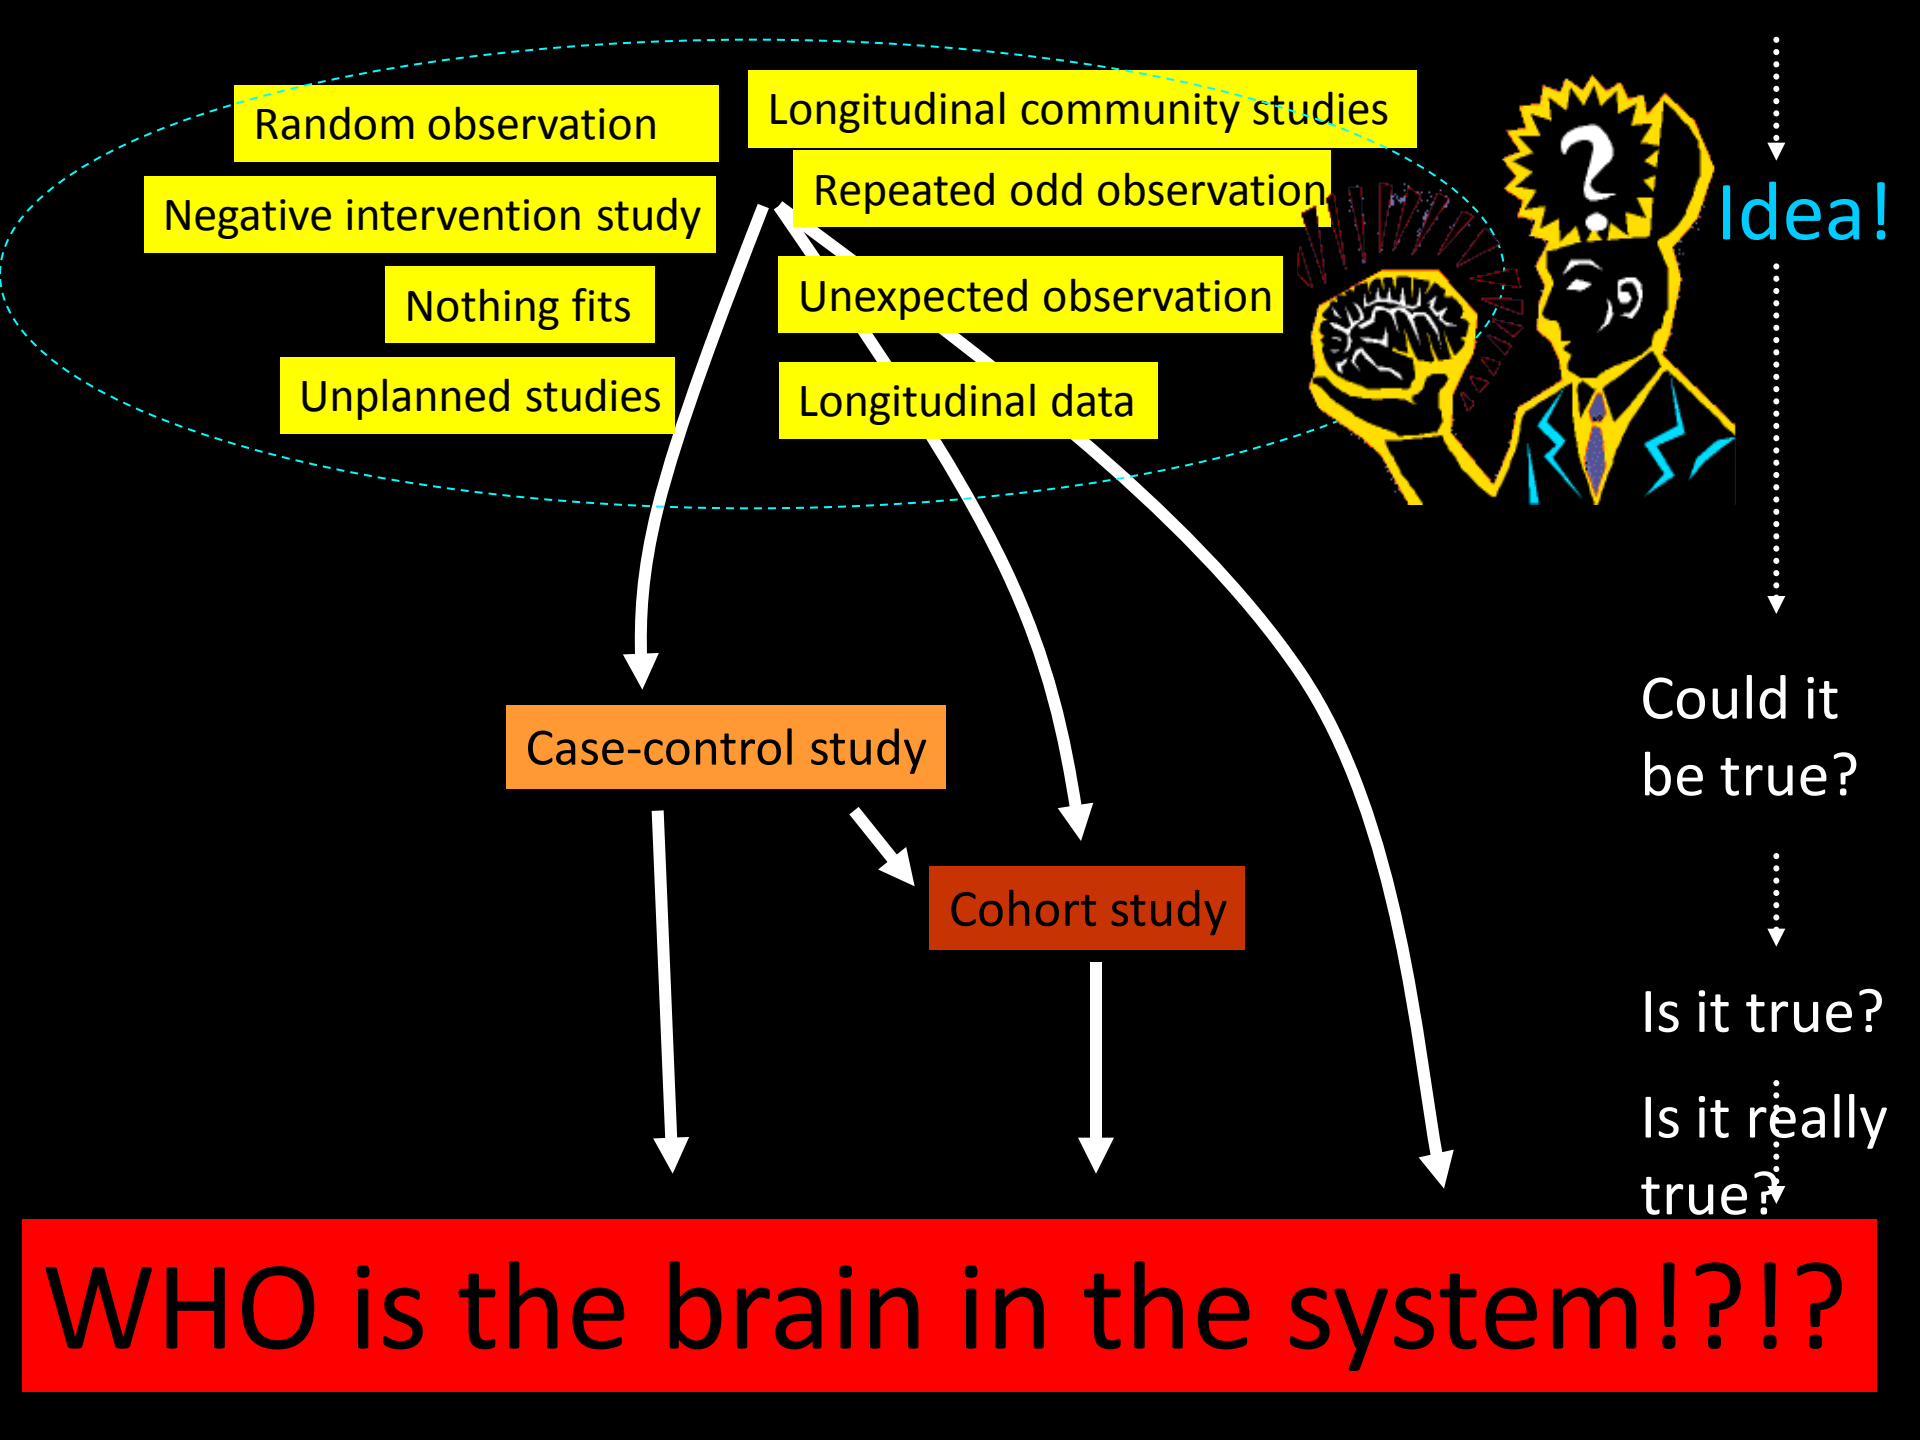 Random observation
Longitudinal community studies
Repeated odd observation
Negative intervention study
Idea!
Nothing fits
Unexpected observation
Unplanned studies
Longitudinal data
?
Could it
be true?
Case-control study
Cohort study
Is it true?
Is it really
true?
WHO is the brain in the system!?!?